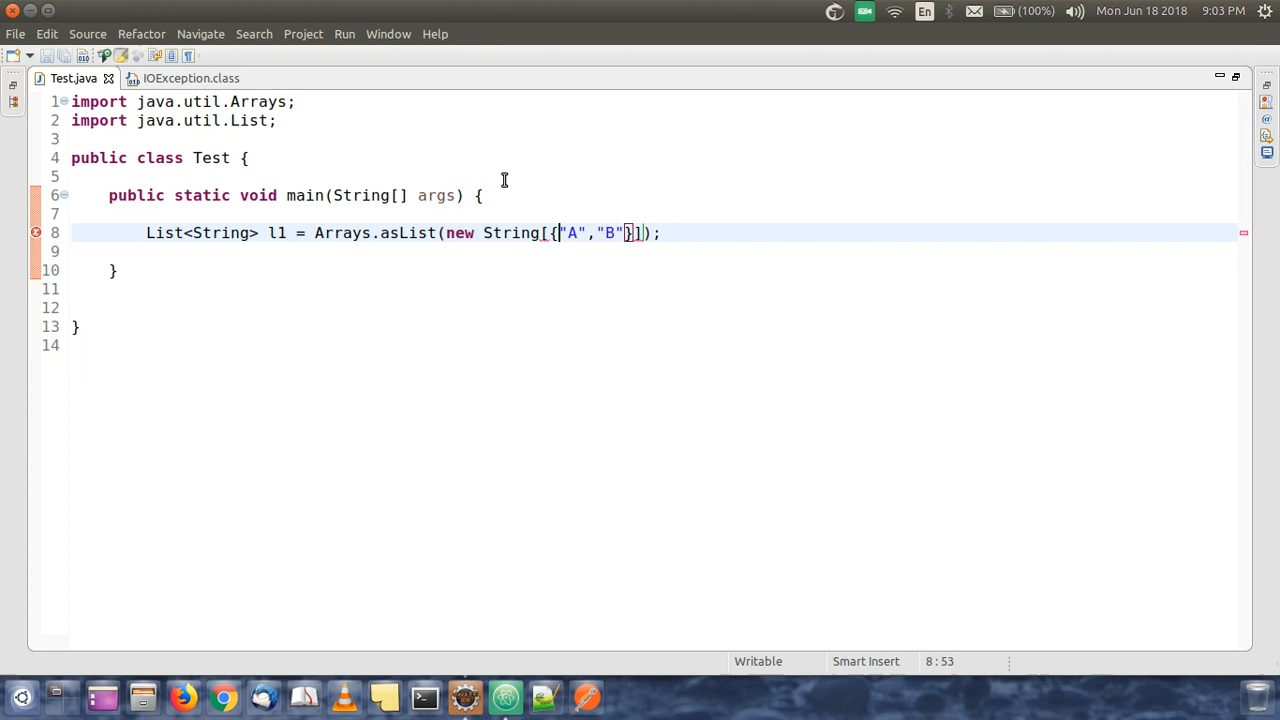 En (100%) Mon Jun 18 2018 9:03 PM
File Edit Source Refactor Navigate Search Project Run Window Help
Test.java IOException.class
1 import java.util.Arrays;
2 import java.util.List;
3
4 public class Test {
5
6 public static void main(String[] args) {
7
8 List<String> l1 = Arrays.asList(new String[{"A","B"}]);
9
10 }
11
12
13 }
14
Writable Smart Insert 8 : 53